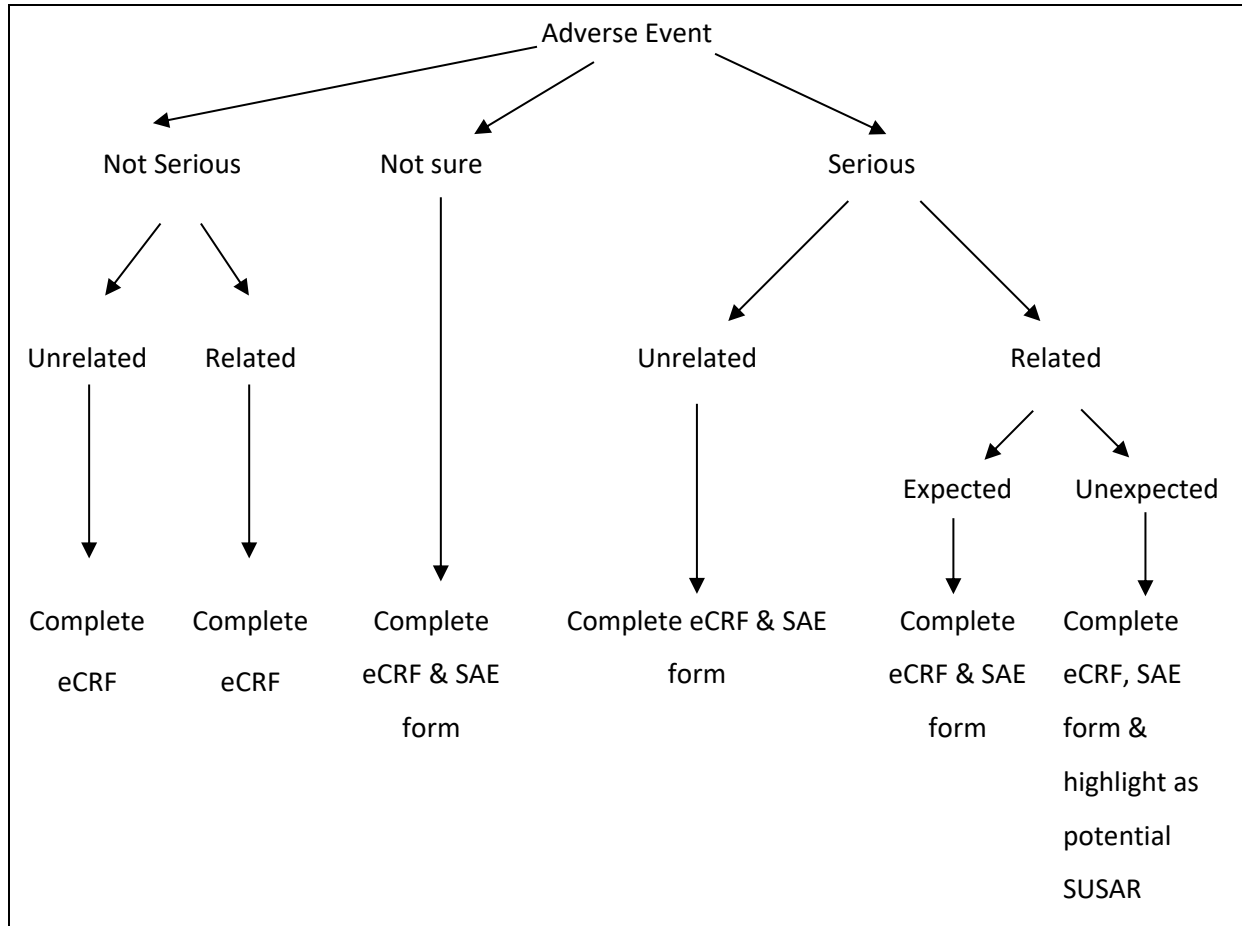 Adverse Event
Not Serious
Not sure
Serious
Unrelated
Related
Unrelated
Related
Expected
Unexpected
Complete
eCRF
Complete
eCRF
Complete
eCRF & SAE
form
Complete eCRF & SAE
form
Complete
eCRF & SAE
form
Complete
eCRF, SAE
form &
highlight as
potential
SUSAR